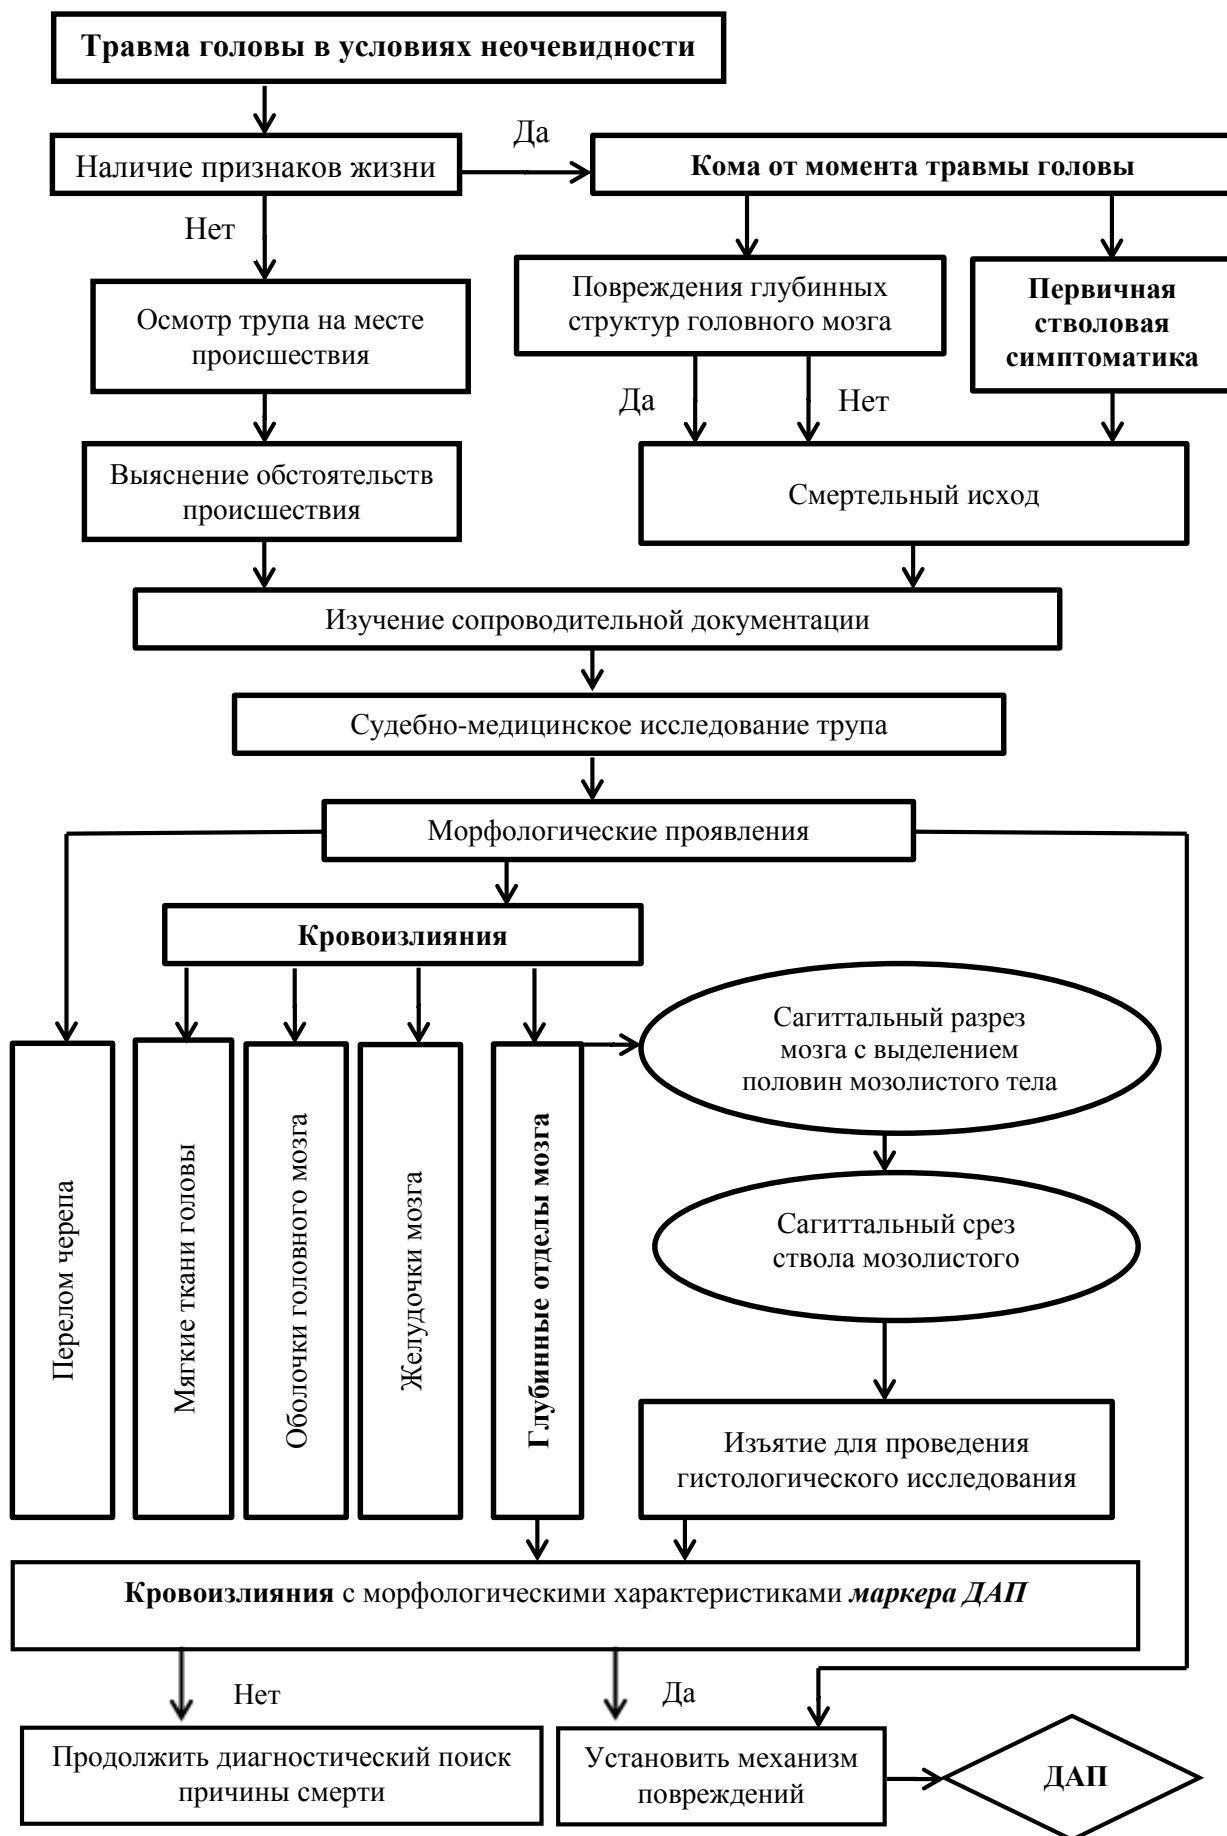 Травма головы в условиях неочевидности
Да
Наличие признаков жизни
Кома от момента травмы головы
Нет
Осмотр трупа на месте
происшествия
Повреждения глубинных
структур головного мозга
Первичная
стволовая
симптоматика
Да
Нет
Выяснение обстоятельств
происшествия
Смертельный исход
Изучение сопроводительной документации
Судебно-медицинское исследование трупа
Морфологические проявления
Кровоизлияния
Перелом черепа
Мягкие ткани головы
Оболочки головного мозга
Желудочки мозга
Глубинные отделы мозга
Сагиттальный разрез
мозга с выделением
половин мозолистого тела
Сагиттальный срез
ствола мозолистого
Изъятие для проведения
гистологического исследования
Кровоизлияния с морфологическими характеристиками маркера ДАП
Нет
Да
Продолжить диагностический поиск
причины смерти
Установить механизм
повреждений
ДАП